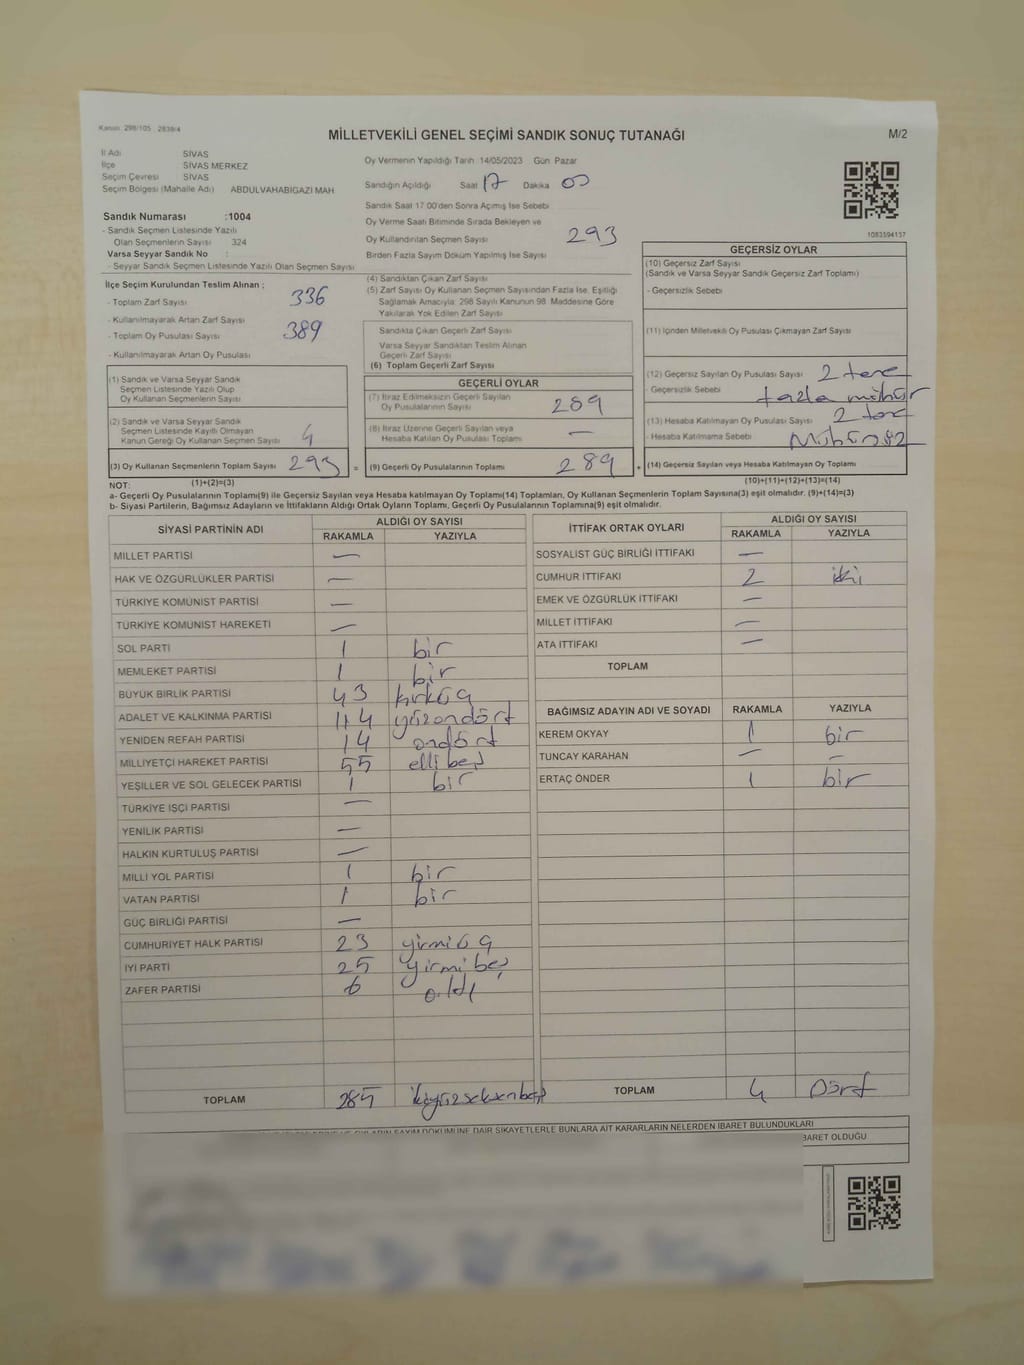 Kanun: 298/105 , 2839/4
MİLLETVEKİLİ GENEL SEÇİMİ SANDIK SONUÇ TUTANAĞI
M/2
İl Adı SİVAS
İlçe SİVAS MERKEZ
Seçim Çevresi SİVAS
Seçim Bölgesi (Mahalle Adı) ABDULVAHABIGAZI MAH
Sandık Numarası :1004
- Sandık Seçmen Listesinde Yazılı
Olan Seçmenlerin Sayısı 324
Varsa Seyyar Sandık No :
- Seyyar Sandık Seçmen Listesinde Yazılı Olan Seçmen Sayısı
İlçe Seçim Kurulundan Teslim Alınan ;
- Toplam Zarf Sayısı 336
- Kullanılmayarak Artan Zarf Sayısı
- Toplam Oy Pusulası Sayısı 389
- Kullanılmayarak Artan Oy Pusulası
Oy Vermenin Yapıldığı Tarih 14/05/2023 Gün Pazar
Sandığın Açıldığı Saat 17 Dakika 00
Sandık Saat 17.00'den Sonra Açımış İse Sebebi
Oy Verme Saati Bitiminde Sırada Bekleyen ve
Oy Kullandırılan Seçmen Sayısı 293
Birden Fazla Sayım Döküm Yapılmış İse Sayısı
(4) Sandıktan Çıkan Zarf Sayısı
(5) Zarf Sayısı Oy Kullanan Seçmen Sayısından Fazla İse, Eşitliği
Sağlamak Amacıyla; 298 Sayılı Kanunun 98. Maddesine Göre
Yakılarak Yok Edilen Zarf Sayısı
Sandıkta Çıkan Geçerli Zarf Sayısı
Varsa Seyyar Sandıktan Teslim Alınan
Geçerli Zarf Sayısı
(6) Toplam Geçerli Zarf Sayısı
1083594137
GEÇERSİZ OYLAR
(10) Geçersiz Zarf Sayısı
(Sandık ve Varsa Seyyar Sandık Geçersiz Zarf Toplamı)
- Geçersizlik Sebebi
(11) İçinden Milletvekili Oy Pusulası Çıkmayan Zarf Sayısı
(12) Geçersiz Sayılan Oy Pusulası Sayısı 2 tere
- Geçersizlik Sebebi fazla mühür
(13) Hesaba Katılmayan Oy Pusulası Sayısı 2 tere
- Hesaba Katılmama Sebebi Mühürsüz
(14) Geçersiz Sayılan veya Hesaba Katılmayan Oy Toplamı
(10)+(11)+(12)+(13)=(14)
(1) Sandık ve Varsa Seyyar Sandık
Seçmen Listesinde Yazılı Olup
Oy Kullanan Seçmenlerin Sayısı
(2) Sandık ve Varsa Seyyar Sandık
Seçmen Listesinde Kayıtlı Olmayan
Kanun Gereği Oy Kullanan Seçmen Sayısı 4
(3) Oy Kullanan Seçmenlerin Toplam Sayısı 293 =
(1)+(2)=(3)
GEÇERLİ OYLAR
(7) İtiraz Edilmeksizin Geçerli Sayılan
Oy Pusulalarının Sayısı 289
(8) İtiraz Üzerine Geçerli Sayılan veya
Hesaba Katılan Oy Pusulası Toplamı —
(9) Geçerli Oy Pusulalarının Toplamı 289 +
NOT:
a- Geçerli Oy Pusulalarının Toplamı(9) ile Geçersiz Sayılan veya Hesaba katılmayan Oy Toplamı(14) Toplamları, Oy Kullanan Seçmenlerin Toplam Sayısına(3) eşit olmalıdır. (9)+(14)=(3)
b- Siyasi Partilerin, Bağımsız Adayların ve İttifakların Aldığı Oyların Toplamı, Geçerli Oy Pusulalarının Toplamına(9) eşit olmalıdır.
SİYASİ PARTİNİN ADI ALDIĞI OY SAYISI
RAKAMLA YAZIYLA
MİLLET PARTİSİ —
HAK VE ÖZGÜRLÜKLER PARTİSİ —
TÜRKİYE KOMÜNİST PARTİSİ —
TÜRKİYE KOMÜNİST HAREKETİ —
SOL PARTİ 1 bir
MEMLEKET PARTİSİ 1 bir
BÜYÜK BİRLİK PARTİSİ 43 kırküç
ADALET VE KALKINMA PARTİSİ 114 yüzondört
YENİDEN REFAH PARTİSİ 14 ondört
MİLLİYETÇİ HAREKET PARTİSİ 55 elli beş
YEŞİLLER VE SOL GELECEK PARTİSİ 1 bir
TÜRKİYE İŞÇİ PARTİSİ —
YENİLİK PARTİSİ —
HALKIN KURTULUŞ PARTİSİ —
MİLLİ YOL PARTİSİ 1 bir
VATAN PARTİSİ 1 bir
GÜÇ BİRLİĞİ PARTİSİ —
CUMHURİYET HALK PARTİSİ 23 yirmi üç
İYİ PARTİ 25 yirmi beş
ZAFER PARTİSİ 6 altı
TOPLAM 285 ikiyüzseksenbeş
İTTİFAK ORTAK OYLARI ALDIĞI OY SAYISI
RAKAMLA YAZIYLA
SOSYALİST GÜÇ BİRLİĞİ İTTİFAKI —
CUMHUR İTTİFAKI 2 iki
EMEK VE ÖZGÜRLÜK İTTİFAKI —
MİLLET İTTİFAKI —
ATA İTTİFAKI —
TOPLAM
BAĞIMSIZ ADAYIN ADI VE SOYADI RAKAMLA YAZIYLA
KEREM OKYAY 1 bir
TUNCAY KARAHAN — —
ERTAÇ ÖNDER 1 bir
TOPLAM 4 Dört
OYLARIN SAYIM DÖKÜMÜNE DAİR ŞİKAYETLERLE BUNLARA AİT KARARLARIN NELERDEN İBARET BULUNDUKLARI
İBARET OLDUĞU